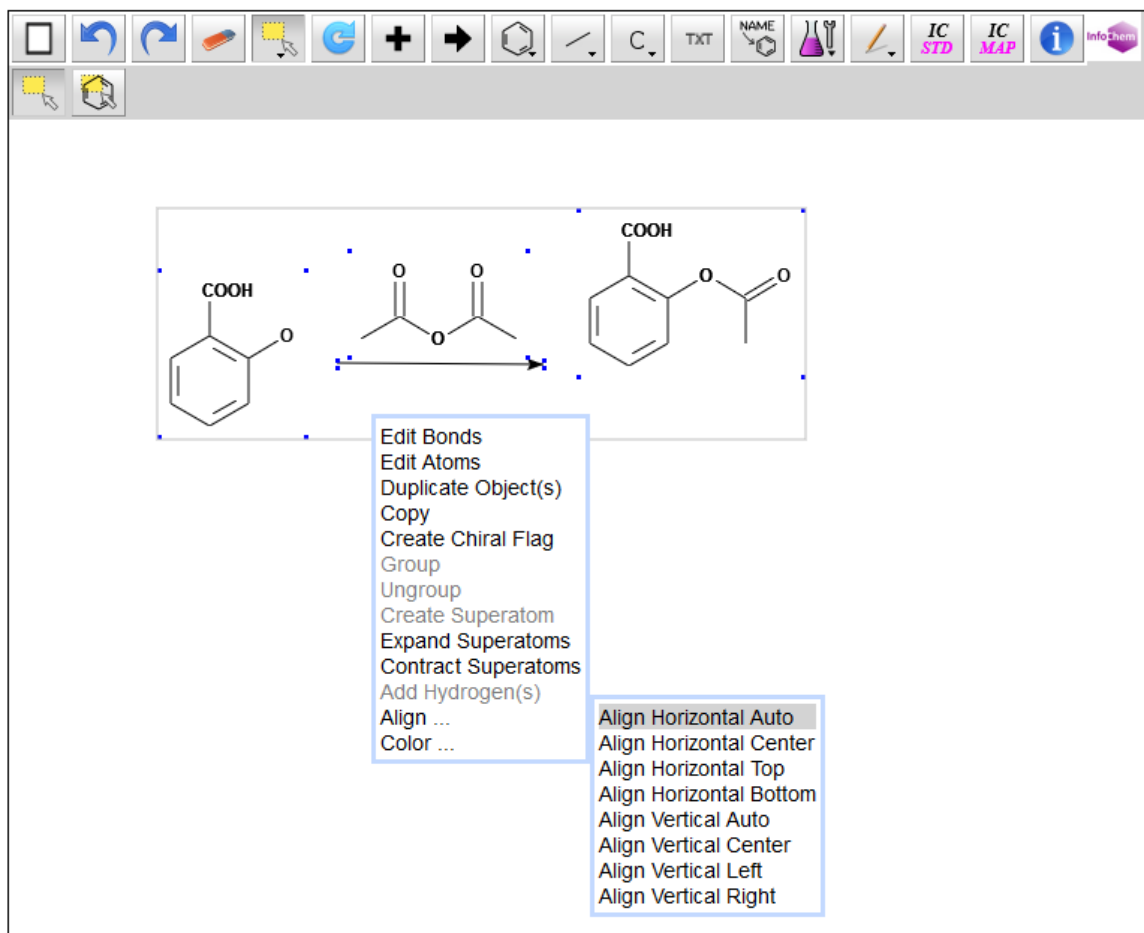 C
TXT
NAME
IC
STD
IC
MAP
i
InfoChem
COOH
O
O
O
O
COOH
O
O
Edit Bonds
Edit Atoms
Duplicate Object(s)
Copy
Create Chiral Flag
Group
Ungroup
Create Superatom
Expand Superatoms
Contract Superatoms
Add Hydrogen(s)
Align ...
Color ...
Align Horizontal Auto
Align Horizontal Center
Align Horizontal Top
Align Horizontal Bottom
Align Vertical Auto
Align Vertical Center
Align Vertical Left
Align Vertical Right